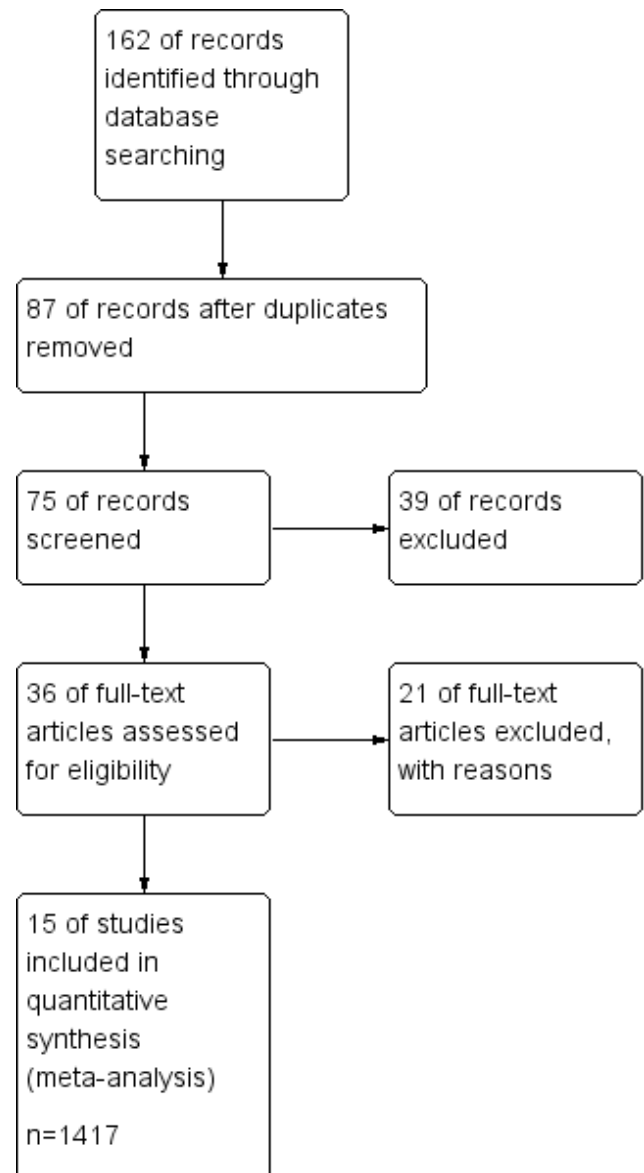 162 of records
identified through
database
searching
87 of records after duplicates
removed
75 of records
screened
39 of records
excluded
36 of full-text
articles assessed
for eligibility
21 of full-text
articles excluded,
with reasons
15 of studies
included in
quantitative
synthesis
(meta-analysis)
n=1417